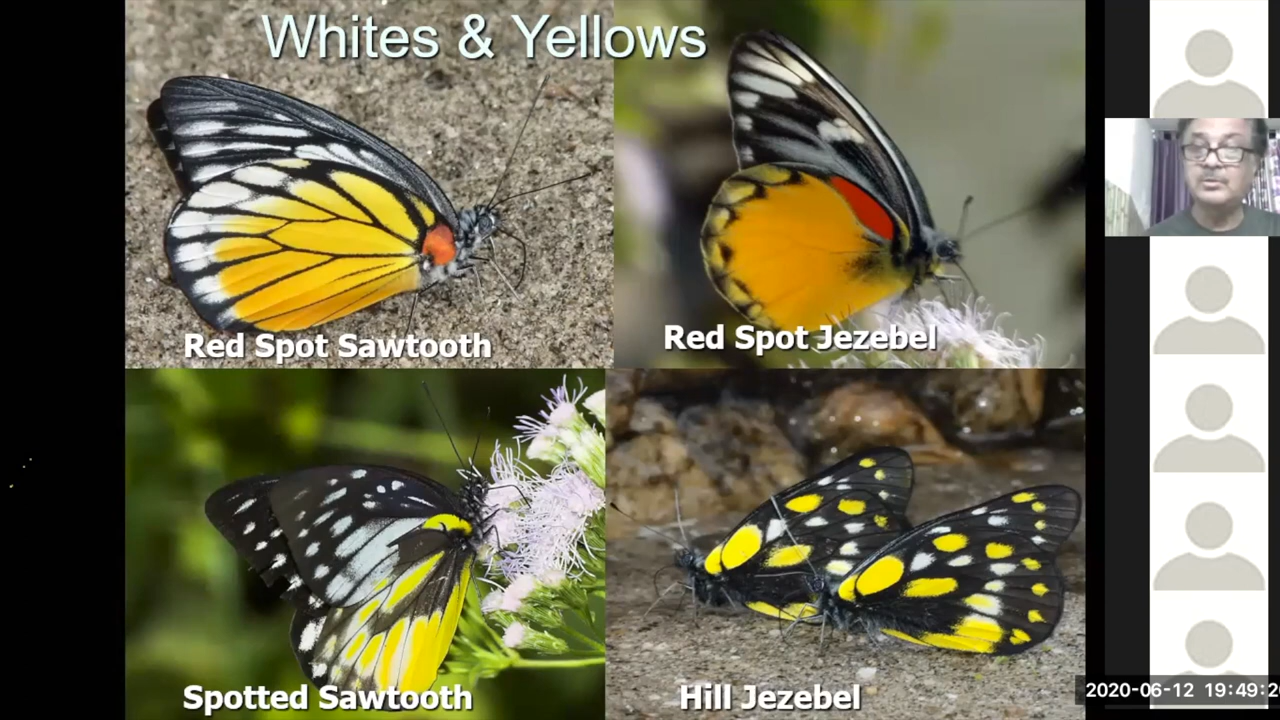 Whites & Yellows
Red Spot Sawtooth
Red Spot Jezebel
Spotted Sawtooth
Hill Jezebel
2020-06-12 19:49:2